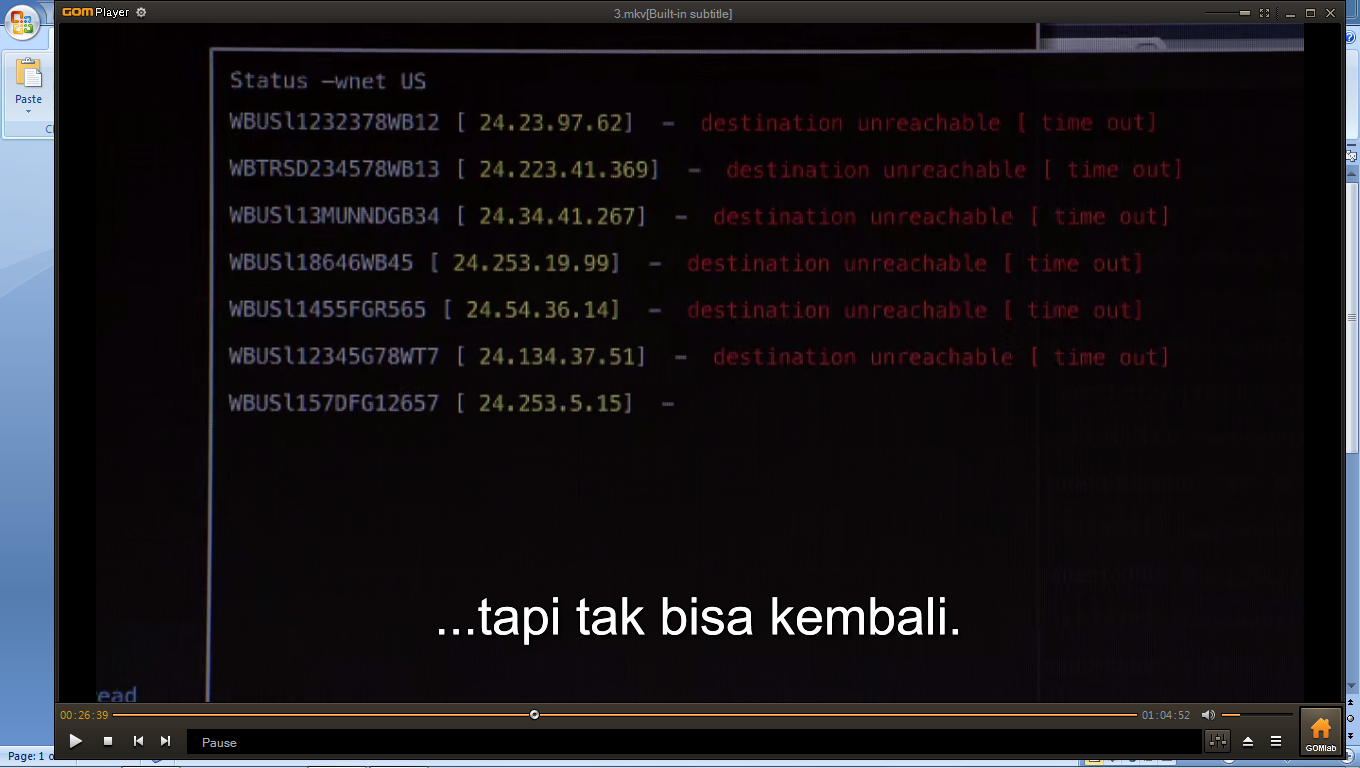 GOM Player
3.mkv[Built-in subtitle]
Paste
Status -wnet US
WBUSl1232378WB12 [ 24.23.97.62] - destination unreachable [ time out]
WBTRSD234578WB13 [ 24.223.41.369] - destination unreachable [ time out]
WBUSl13MUNNDGB34 [ 24.34.41.267] - destination unreachable [ time out]
WBUSl18646WB45 [ 24.253.19.99] - destination unreachable [ time out]
WBUSl1455FGR565 [ 24.54.36.14] - destination unreachable [ time out]
WBUSl12345G78WT7 [ 24.134.37.51] - destination unreachable [ time out]
WBUSl157DFG12657 [ 24.253.5.15] -
...tapi tak bisa kembali.
ead
00:26:39
01:04:52
Pause
GOMlab
Page: 1 o